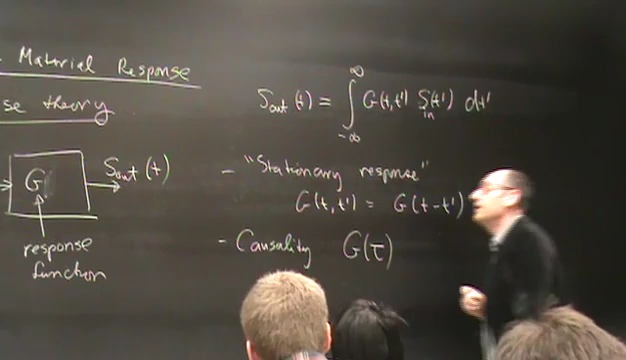 Material Response
se theory
G
S_out (t)
response
function
S_out (t) = ∫_{-∞}^{∞} G(t,t') S_in(t') dt'
- "Stationary response"
G(t,t') = G(t-t')
- Causality G(τ)